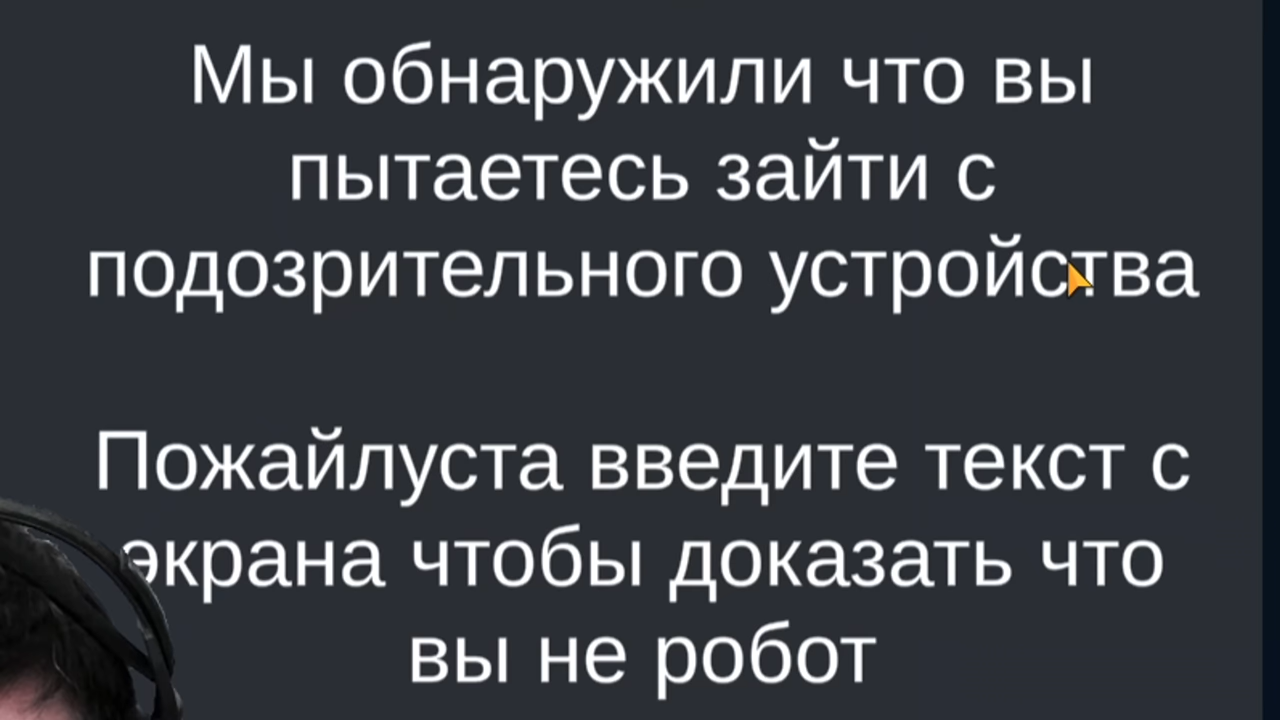 Мы обнаружили что вы
пытаетесь зайти с
подозрительного устройства
Пожайлуста введите текст с
экрана чтобы доказать что
вы не робот